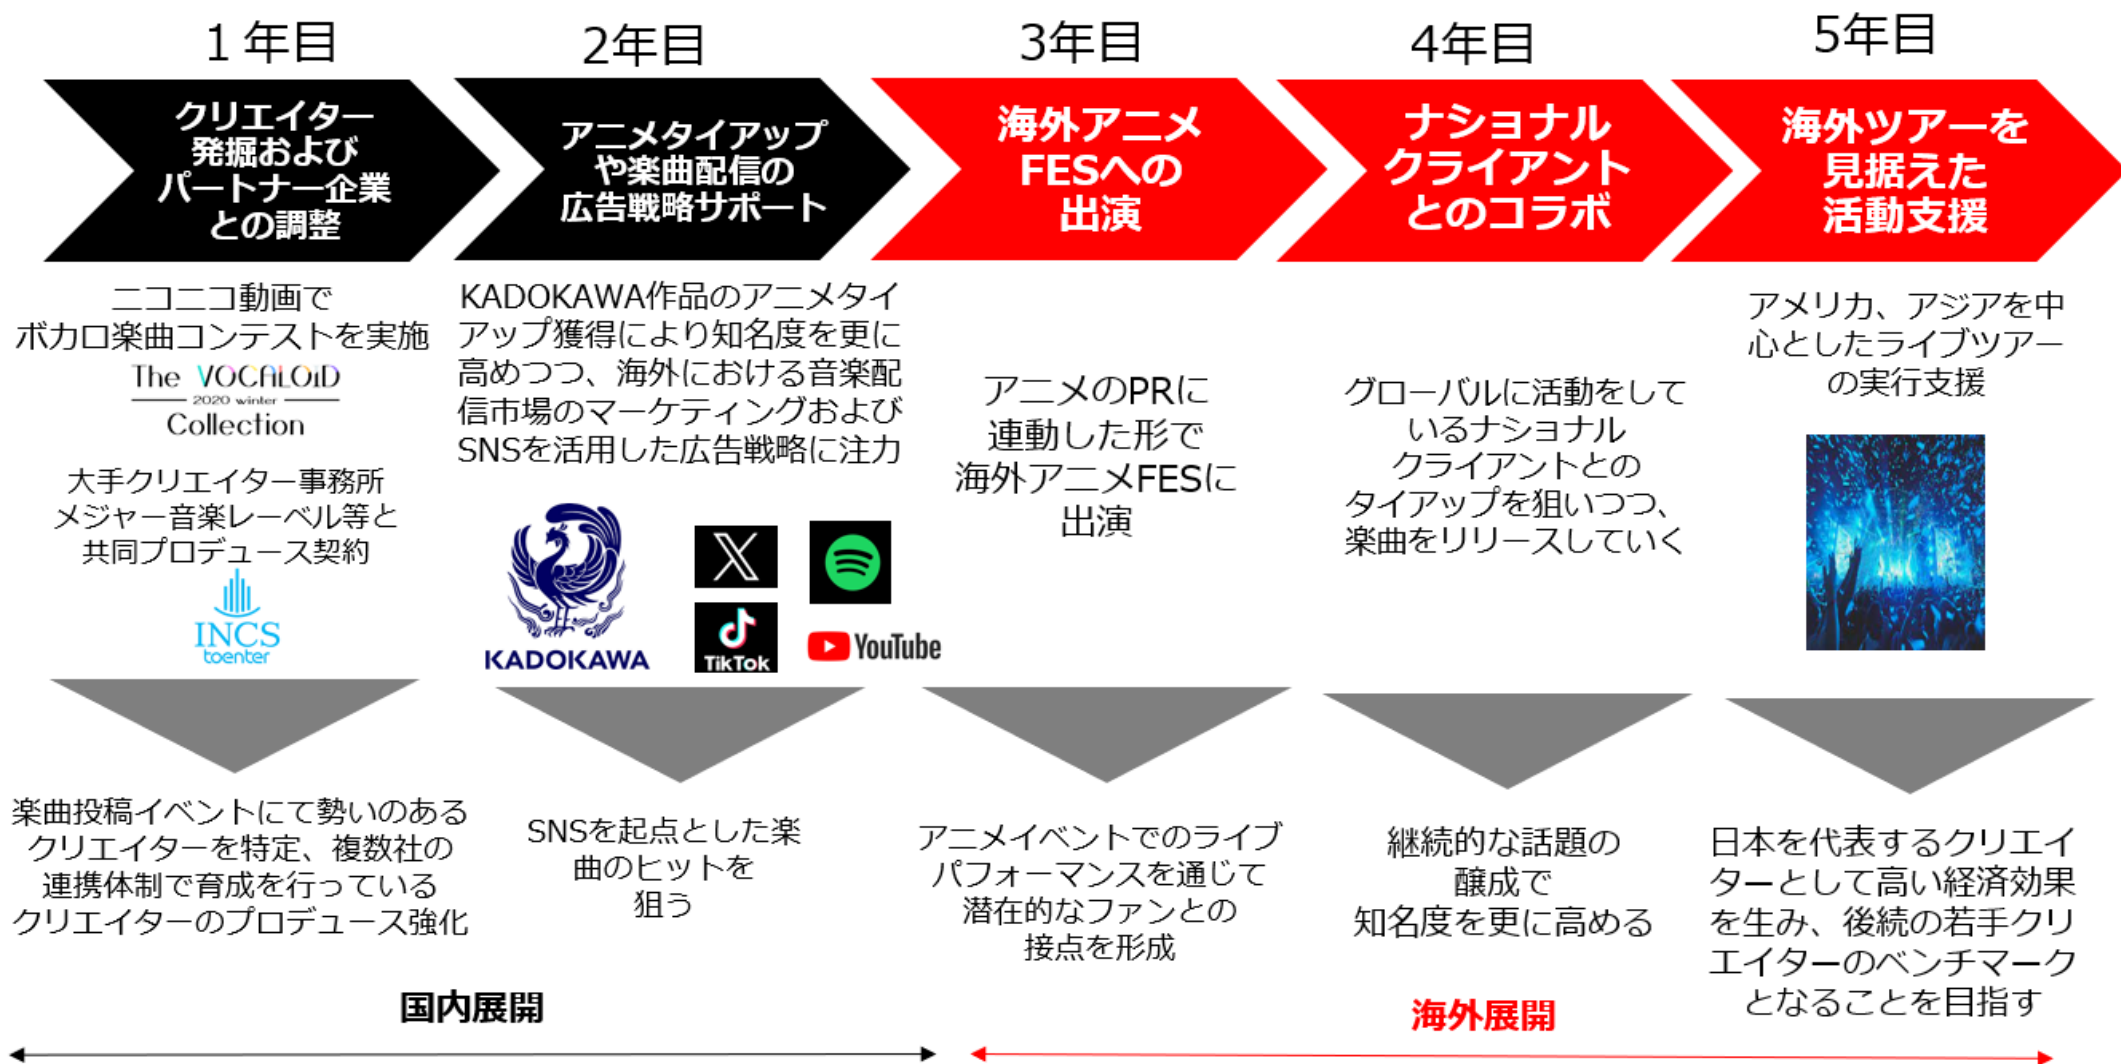 1年目
2年目
3年目
4年目
5年目
クリエイター
発掘および
パートナー企業
との調整
アニメタイアップ
や楽曲配信の
広告戦略サポート
海外アニメ
FESへの
出演
ナショナル
クライアント
とのコラボ
海外ツアーを
見据えた
活動支援
ニコニコ動画で
ボカロ楽曲コンテストを実施
The VOCALOiD
2020 winter
Collection
大手クリエイター事務所
メジャー音楽レーベル等と
共同プロデュース契約
INCS
toenter
KADOKAWA作品のアニメタイ
アップ獲得により知名度を更に
高めつつ、海外における音楽配
信市場のマーケティングおよび
SNSを活用した広告戦略に注力
KADOKAWA
TikTok
YouTube
アニメのPRに
連動した形で
海外アニメFESに
出演
グローバルに活動をして
いるナショナル
クライアントとの
タイアップを狙いつつ、
楽曲をリリースしていく
アメリカ、アジアを中
心としたライブツアー
の実行支援
楽曲投稿イベントにて勢いのある
クリエイターを特定、複数社の
連携体制で育成を行っている
クリエイターのプロデュース強化
SNSを起点とした楽
曲のヒットを
狙う
アニメイベントでのライブ
パフォーマンスを通じて
潜在的なファンとの
接点を形成
継続的な話題の
醸成で
知名度を更に高める
日本を代表するクリエイ
ターとして高い経済効果
を生み、後続の若手クリ
エイターのベンチマーク
となることを目指す
国内展開
海外展開